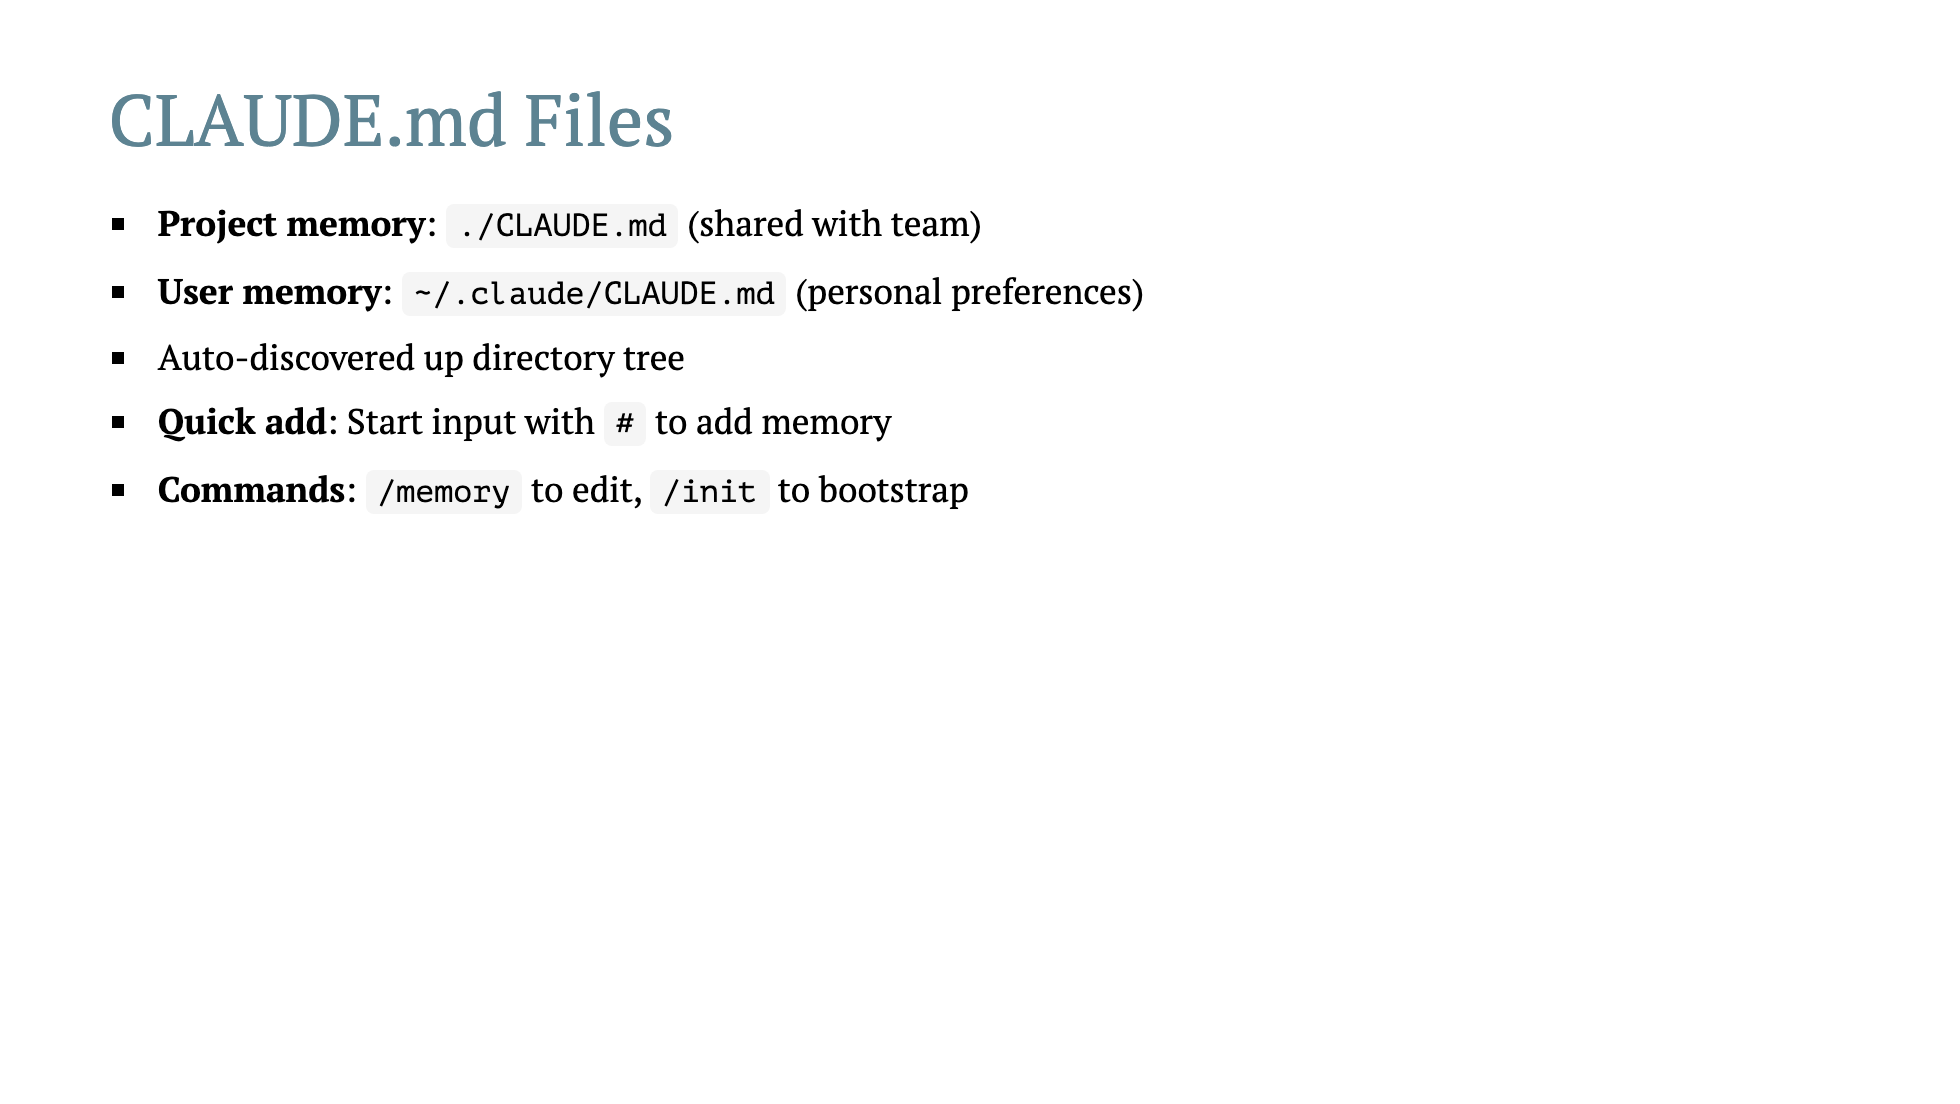 CLAUDE.md Files
▪ Project memory: ./CLAUDE.md (shared with team)
▪ User memory: ~/.claude/CLAUDE.md (personal preferences)
▪ Auto-discovered up directory tree
▪ Quick add: Start input with # to add memory
▪ Commands: /memory to edit, /init to bootstrap